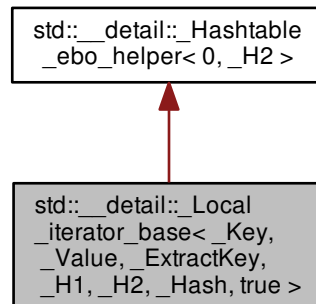 std::__detail::_Hashtable
_ebo_helper< 0, _H2 >
std::__detail::_Local
_iterator_base< _Key,
_Value, _ExtractKey,
_H1, _H2, _Hash, true >